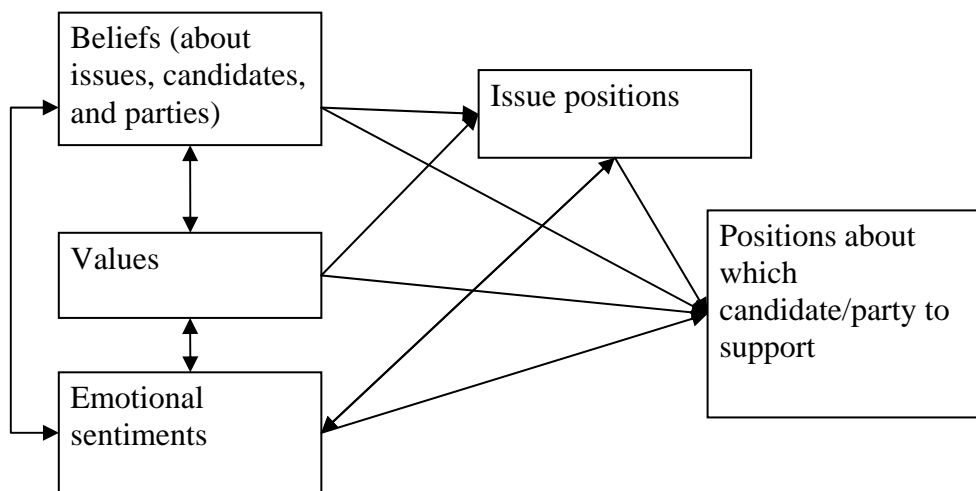 Beliefs (about
issues, candidates,
and parties)
Issue positions
Values
Positions about
which
candidate/party to
support
Emotional
sentiments